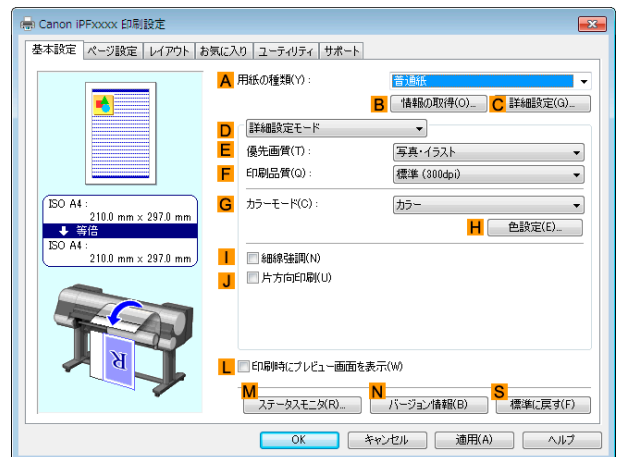 Canon iPFxxxx 印刷設定
基本設定 ページ設定 レイアウト お気に入り ユーティリティ サポート
A 用紙の種類(Y)： 普通紙
B 情報の取得(O)... C 詳細設定(G)...
D 詳細設定モード
E 優先画質(T)： 写真・イラスト
F 印刷品質(Q)： 標準 (300dpi)
G カラーモード(C)： カラー
H 色設定(E)...
I 細線強調(N)
J 片方向印刷(U)
ISO A4 :
210.0 mm × 297.0 mm
等倍
ISO A4 :
210.0 mm × 297.0 mm
R
L 印刷時にプレビュー画面を表示(W)
M ステータスモニタ(R)... N バージョン情報(B) S 標準に戻す(F)
OK キャンセル 適用(A) ヘルプ